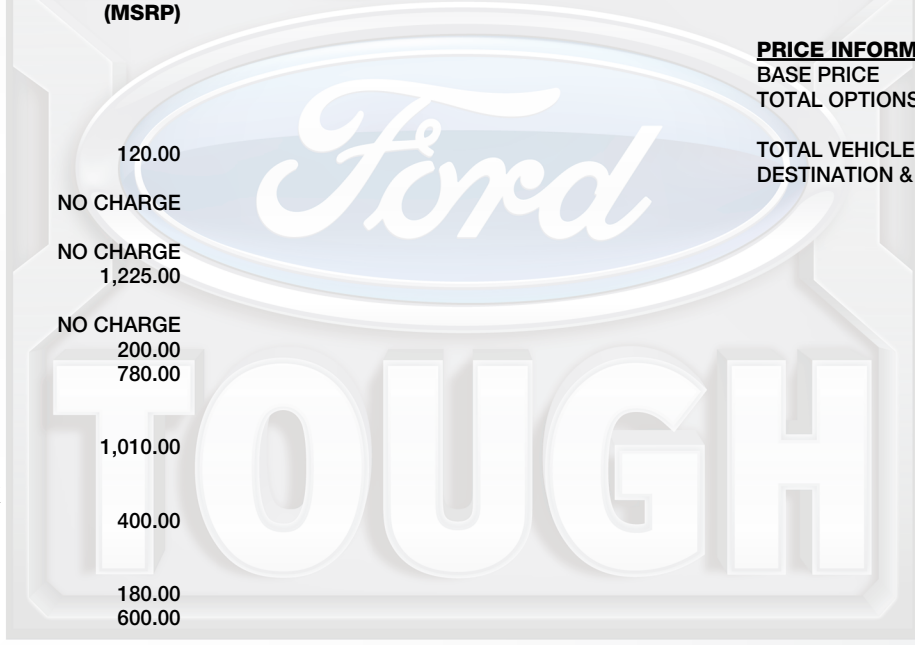 (MSRP)
PRICE INFORM
BASE PRICE
TOTAL OPTIONS
120.00
TOTAL VEHICLE
DESTINATION &
NO CHARGE
NO CHARGE
1,225.00
NO CHARGE
200.00
780.00
1,010.00
400.00
180.00
600.00
Ford
TOUGH